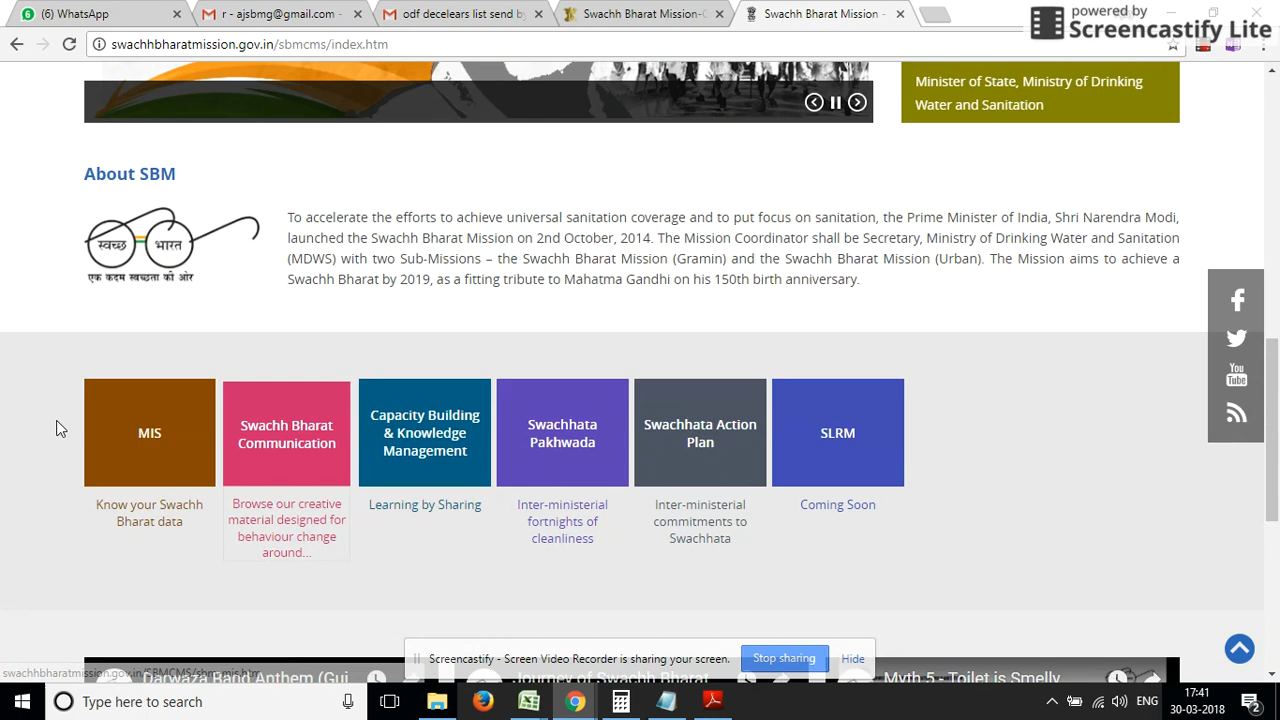 (6) WhatsApp
r - ajsbmg@gmail.com -
odf decelears list send by
Swachh Bharat Mission-G
Swachh Bharat Mission -
powered by
Screencastify Lite
swachhbharatmission.gov.in/sbmcms/index.htm
Minister of State, Ministry of Drinking
Water and Sanitation
About SBM
स्वच्छ भारत
एक कदम स्वच्छता की ओर
To accelerate the efforts to achieve universal sanitation coverage and to put focus on sanitation, the Prime Minister of India, Shri Narendra Modi,
launched the Swachh Bharat Mission on 2nd October, 2014. The Mission Coordinator shall be Secretary, Ministry of Drinking Water and Sanitation
(MDWS) with two Sub-Missions – the Swachh Bharat Mission (Gramin) and the Swachh Bharat Mission (Urban). The Mission aims to achieve a
Swachh Bharat by 2019, as a fitting tribute to Mahatma Gandhi on his 150th birth anniversary.
You
Tube
MIS
Know your Swachh
Bharat data
Swachh Bharat
Communication
Browse our creative
material designed for
behaviour change
around...
Capacity Building
& Knowledge
Management
Learning by Sharing
Swachhata
Pakhwada
Inter-ministerial
fortnights of
cleanliness
Swachhata Action
Plan
Inter-ministerial
commitments to
Swachhata
SLRM
Coming Soon
Screencastify - Screen Video Recorder is sharing your screen.
Stop sharing
Hide
swachhbharatmission.gov.in/SBMCMS/sbm-mis.htm
Darwaza Band Anthem (Gui
Journey of Swachh Bharat
Myth 5 - Toilet is Smelly
Type here to search
ENG
17:41
30-03-2018
2